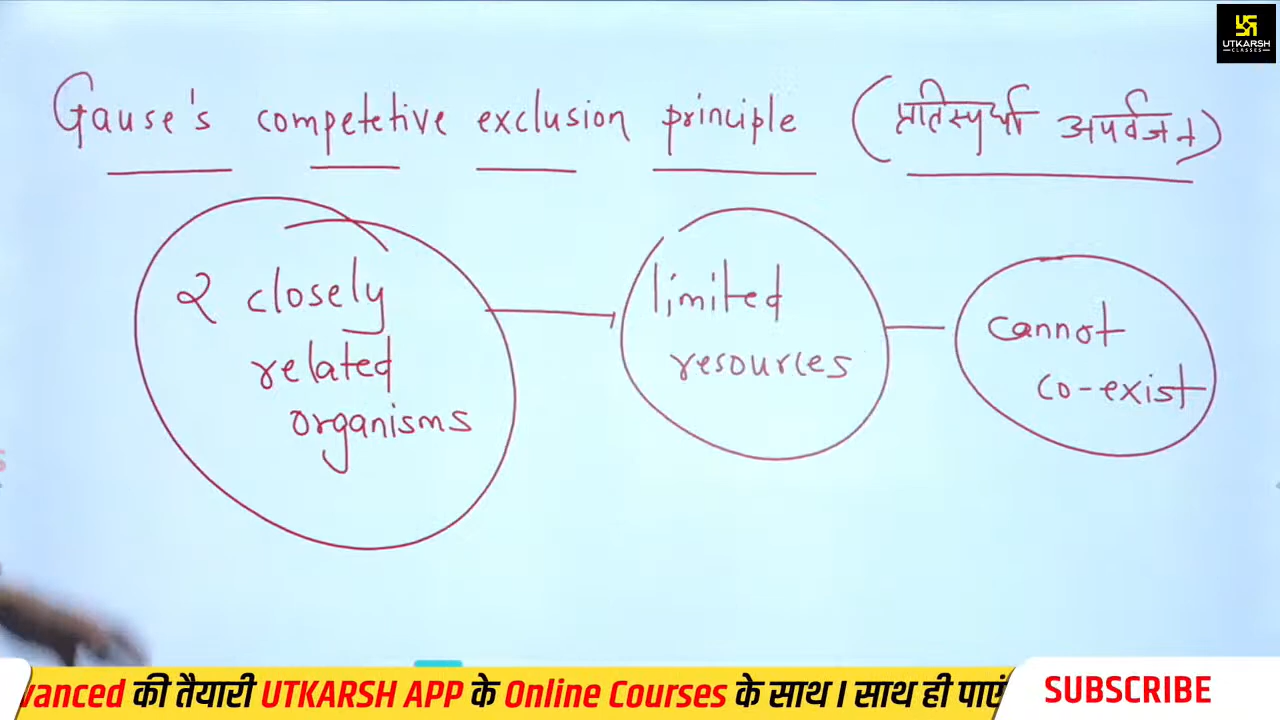 UTKARSH
CLASSES
Gause's competetive exclusion principle (प्रतिस्पर्धी अपवर्जन)
2 closely
related
organisms
limited
resources
cannot
co-exist
vanced की तैयारी UTKARSH APP के Online Courses के साथ । साथ ही पाएं
SUBSCRIBE